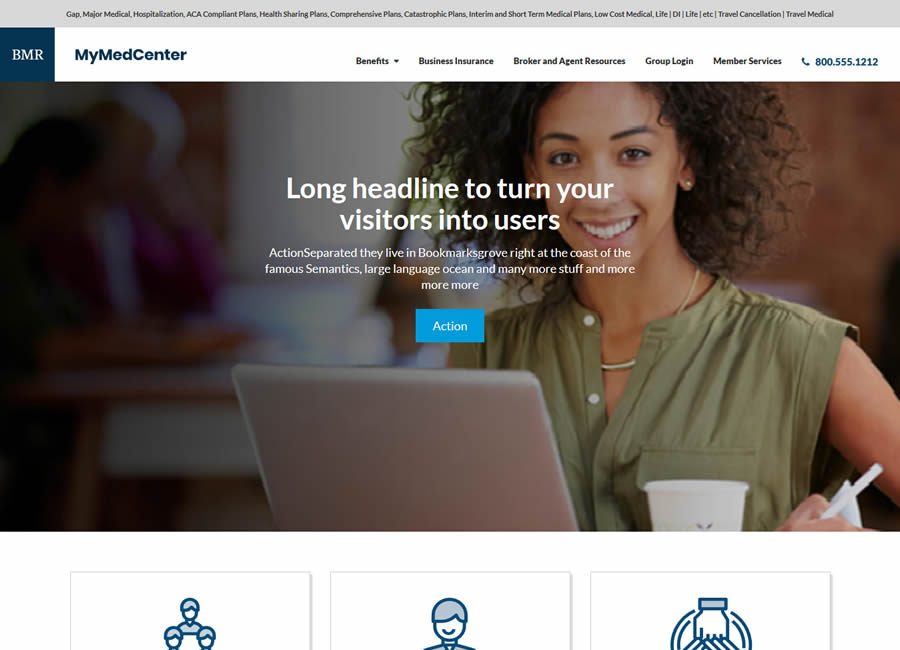 Gap, Major Medical, Hospitalization, ACA Compliant Plans, Health Sharing Plans, Comprehensive Plans, Catastrophic Plans, Interim and Short Term Medical Plans, Low Cost Medical, Life | DI | Life | etc | Travel Cancellation | Travel Medical
BMR MyMedCenter
Benefits Business Insurance Broker and Agent Resources Group Login Member Services 800.555.1212
Long headline to turn your
visitors into users
ActionSeparated they live in Bookmarksgrove right at the coast of the
famous Semantics, large language ocean and many more stuff and more
more more
Action